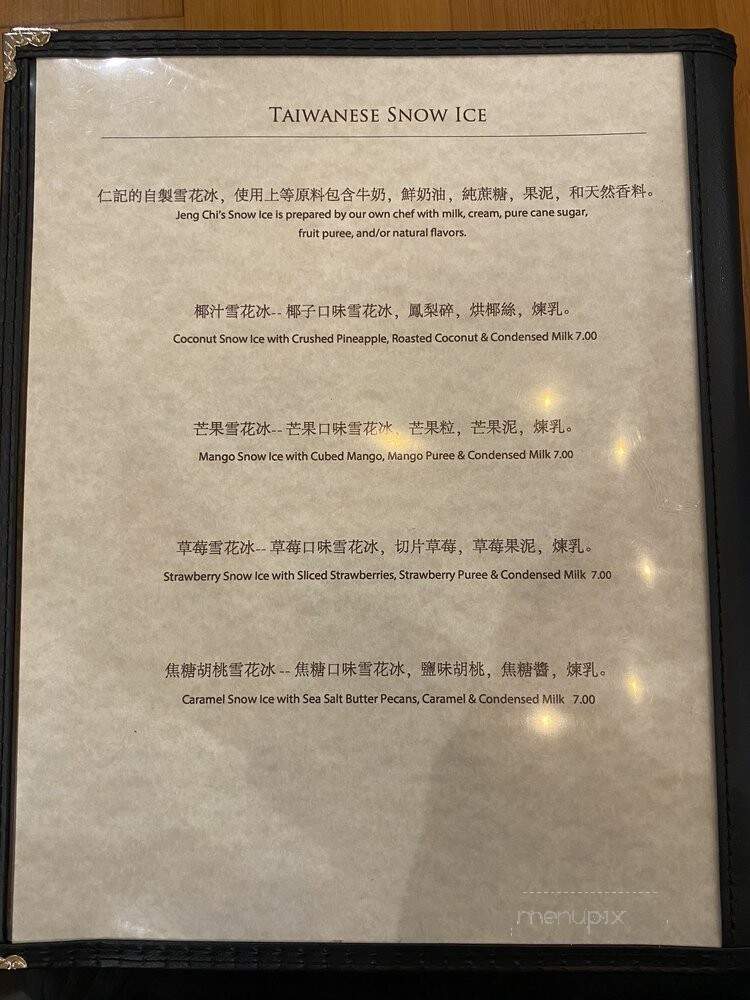 TAIWANESE SNOW ICE
仁記的自製雪花冰，使用上等原料包含牛奶，鮮奶油，純蔗糖，果泥，和天然香料。
Jeng Chi's Snow Ice is prepared by our own chef with milk, cream, pure cane sugar,
fruit puree, and/or natural flavors.
椰汁雪花冰-- 椰子口味雪花冰，鳳梨碎，烘椰絲，煉乳。
Coconut Snow Ice with Crushed Pineapple, Roasted Coconut & Condensed Milk 7.00
芒果雪花冰-- 芒果口味雪花冰，芒果粒，芒果泥，煉乳。
Mango Snow Ice with Cubed Mango, Mango Puree & Condensed Milk 7.00
草莓雪花冰-- 草莓口味雪花冰，切片草莓，草莓果泥，煉乳。
Strawberry Snow Ice with Sliced Strawberries, Strawberry Puree & Condensed Milk 7.00
焦糖胡桃雪花冰 -- 焦糖口味雪花冰，鹽味胡桃，焦糖醬，煉乳。
Caramel Snow Ice with Sea Salt Butter Pecans, Caramel & Condensed Milk 7.00
menupix